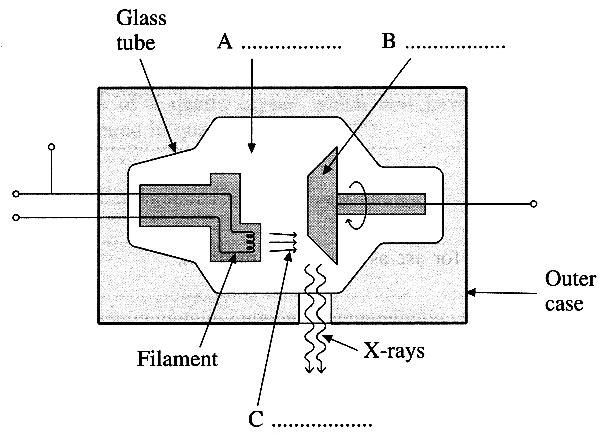 Glass
tube
A ....................
B ....................
Outer
case
Filament
X-rays
C ....................